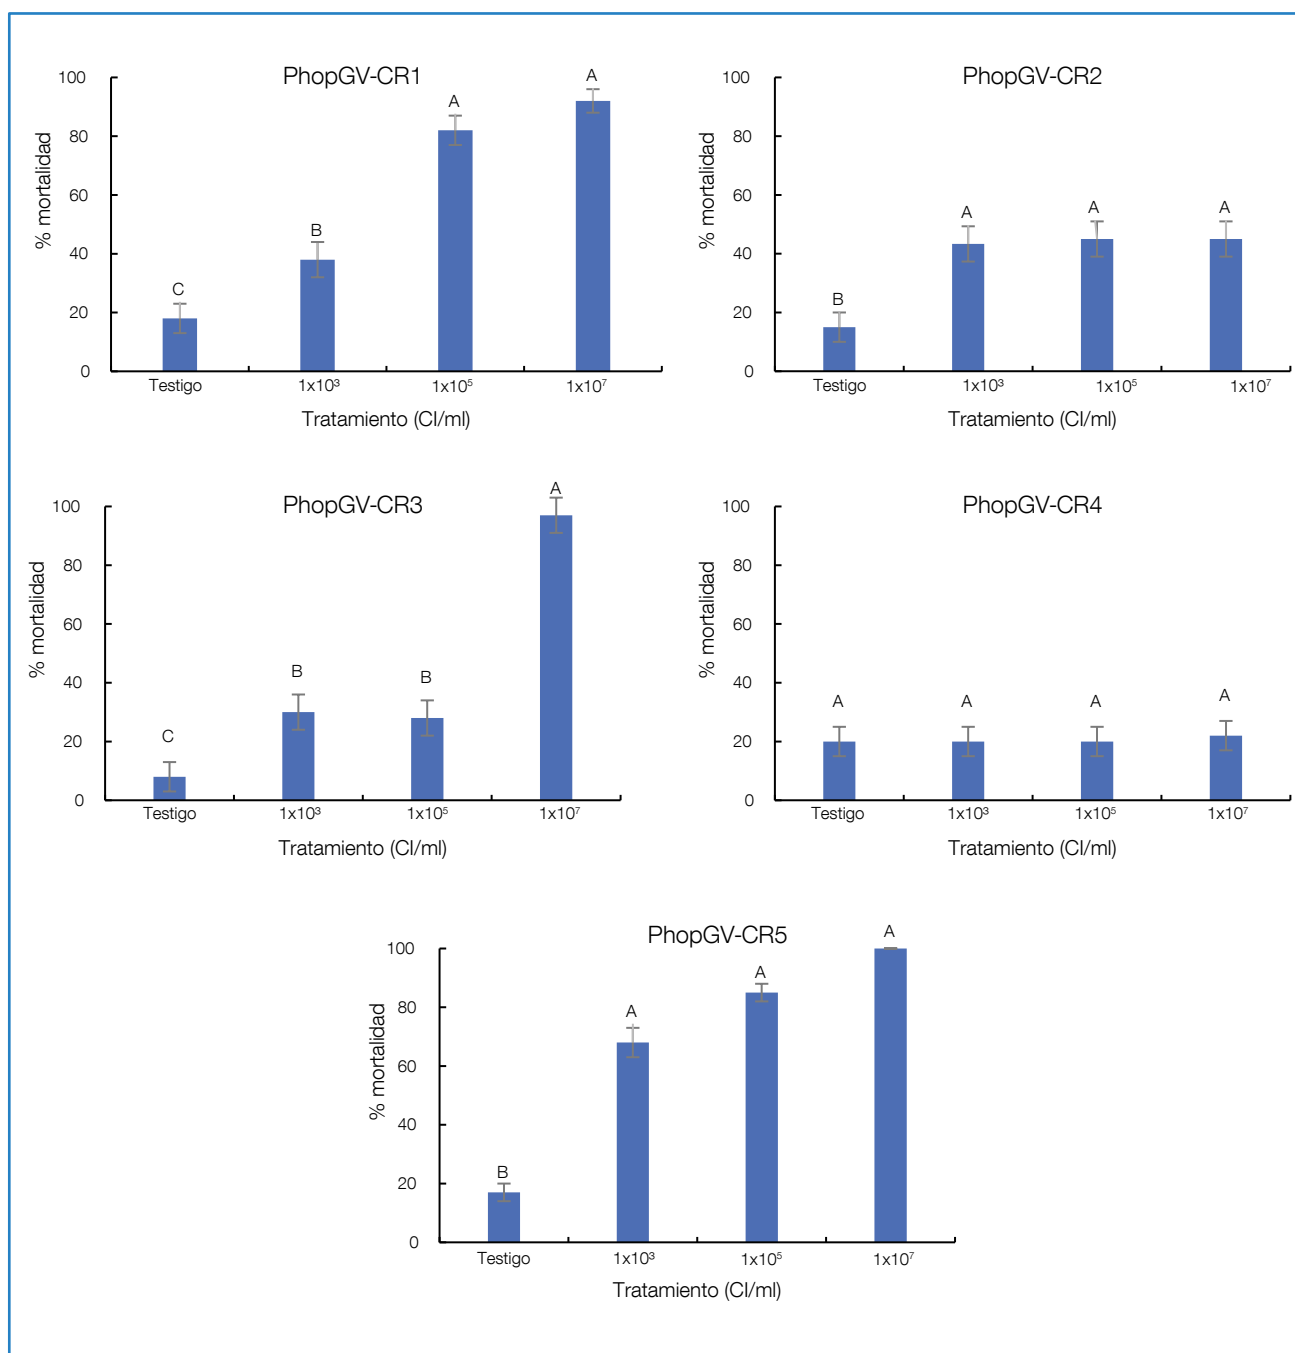 PhopGV-CR1
% mortalidad
100
80
60
40
20
0
C
B
A
A
Testigo
1x10³
1x10⁵
1x10⁷
Tratamiento (CI/ml)
PhopGV-CR2
% mortalidad
100
80
60
40
20
0
B
A
A
A
Testigo
1x10³
1x10⁵
1x10⁷
Tratamiento (CI/ml)
PhopGV-CR3
% mortalidad
100
80
60
40
20
0
C
B
B
A
Testigo
1x10³
1x10⁵
1x10⁷
Tratamiento (CI/ml)
PhopGV-CR4
% mortalidad
100
80
60
40
20
0
A
A
A
A
Testigo
1x10³
1x10⁵
1x10⁷
Tratamiento (CI/ml)
PhopGV-CR5
% mortalidad
100
80
60
40
20
0
B
A
A
A
Testigo
1x10³
1x10⁵
1x10⁷
Tratamiento (CI/ml)